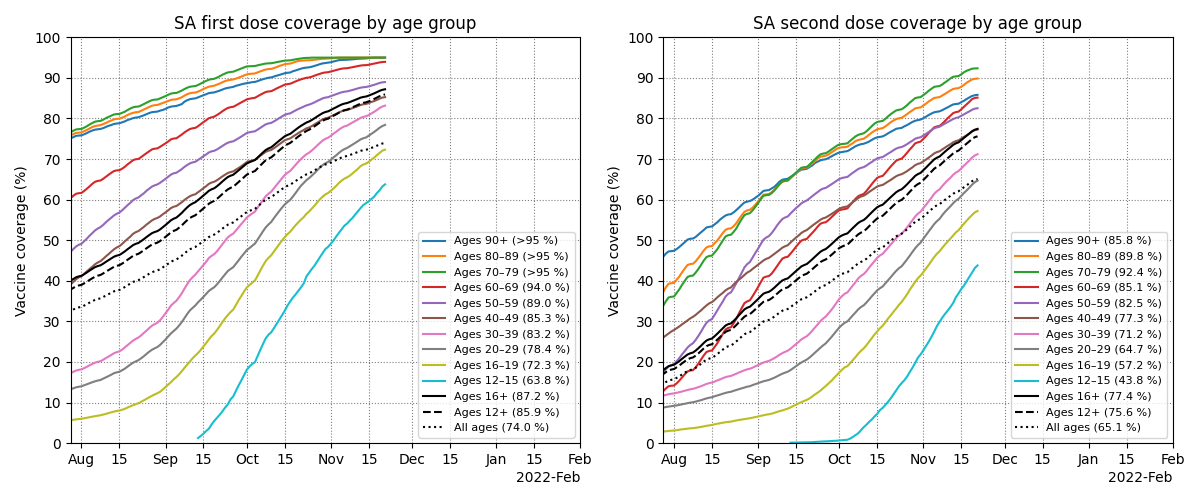 SA first dose coverage by age group
Vaccine coverage (%)
100
90
80
70
60
50
40
30
20
10
0
Aug 15 Sep 15 Oct 15 Nov 15 Dec 15 Jan 15 Feb
2022-Feb
Ages 90+ (>95 %)
Ages 80–89 (>95 %)
Ages 70–79 (>95 %)
Ages 60–69 (94.0 %)
Ages 50–59 (89.0 %)
Ages 40–49 (85.3 %)
Ages 30–39 (83.2 %)
Ages 20–29 (78.4 %)
Ages 16–19 (72.3 %)
Ages 12–15 (63.8 %)
Ages 16+ (87.2 %)
Ages 12+ (85.9 %)
All ages (74.0 %)
SA second dose coverage by age group
Vaccine coverage (%)
100
90
80
70
60
50
40
30
20
10
0
Aug 15 Sep 15 Oct 15 Nov 15 Dec 15 Jan 15 Feb
2022-Feb
Ages 90+ (85.8 %)
Ages 80–89 (89.8 %)
Ages 70–79 (92.4 %)
Ages 60–69 (85.1 %)
Ages 50–59 (82.5 %)
Ages 40–49 (77.3 %)
Ages 30–39 (71.2 %)
Ages 20–29 (64.7 %)
Ages 16–19 (57.2 %)
Ages 12–15 (43.8 %)
Ages 16+ (77.4 %)
Ages 12+ (75.6 %)
All ages (65.1 %)